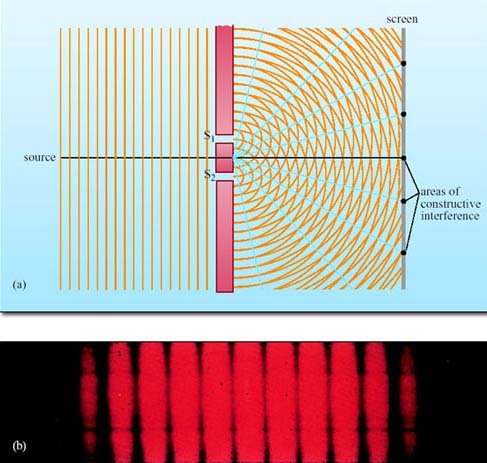 screen
S1
source
S2
areas of
constructive
interference
(a)
(b)